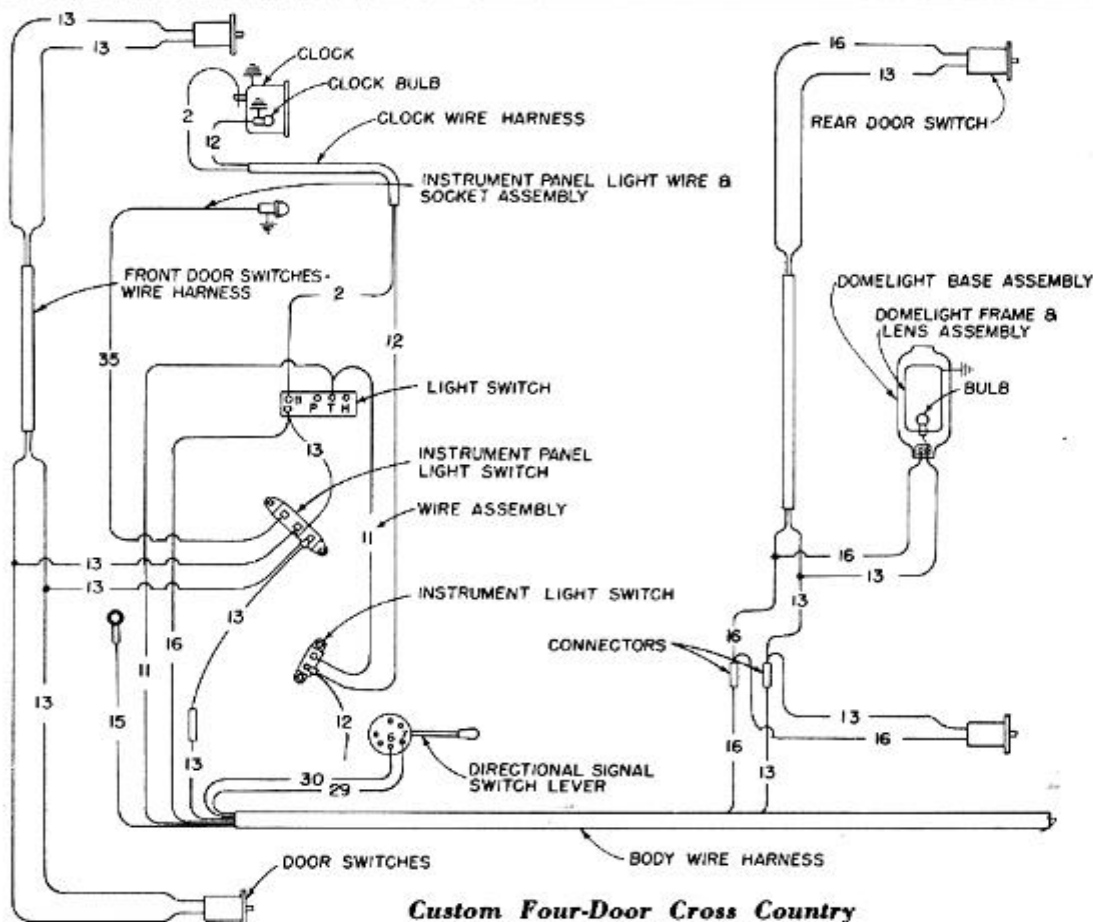 13
13
CLOCK
CLOCK BULB
2
12
CLOCK WIRE HARNESS
INSTRUMENT PANEL LIGHT WIRE &
SOCKET ASSEMBLY
16
13
REAR DOOR SWITCH
FRONT DOOR SWITCHES-
WIRE HARNESS
2
35
12
DOMELIGHT BASE ASSEMBLY
DOMELIGHT FRAME &
LENS ASSEMBLY
BULB
LIGHT SWITCH
B P T H
13
INSTRUMENT PANEL
LIGHT SWITCH
WIRE ASSEMBLY
11
13
13
16
13
13
INSTRUMENT LIGHT SWITCH
11
16
13
15
12
16
CONNECTORS
13
13
6 7
30
29
DIRECTIONAL SIGNAL
SWITCH LEVER
13
16
16
13
DOOR SWITCHES
BODY WIRE HARNESS
Custom Four-Door Cross Country